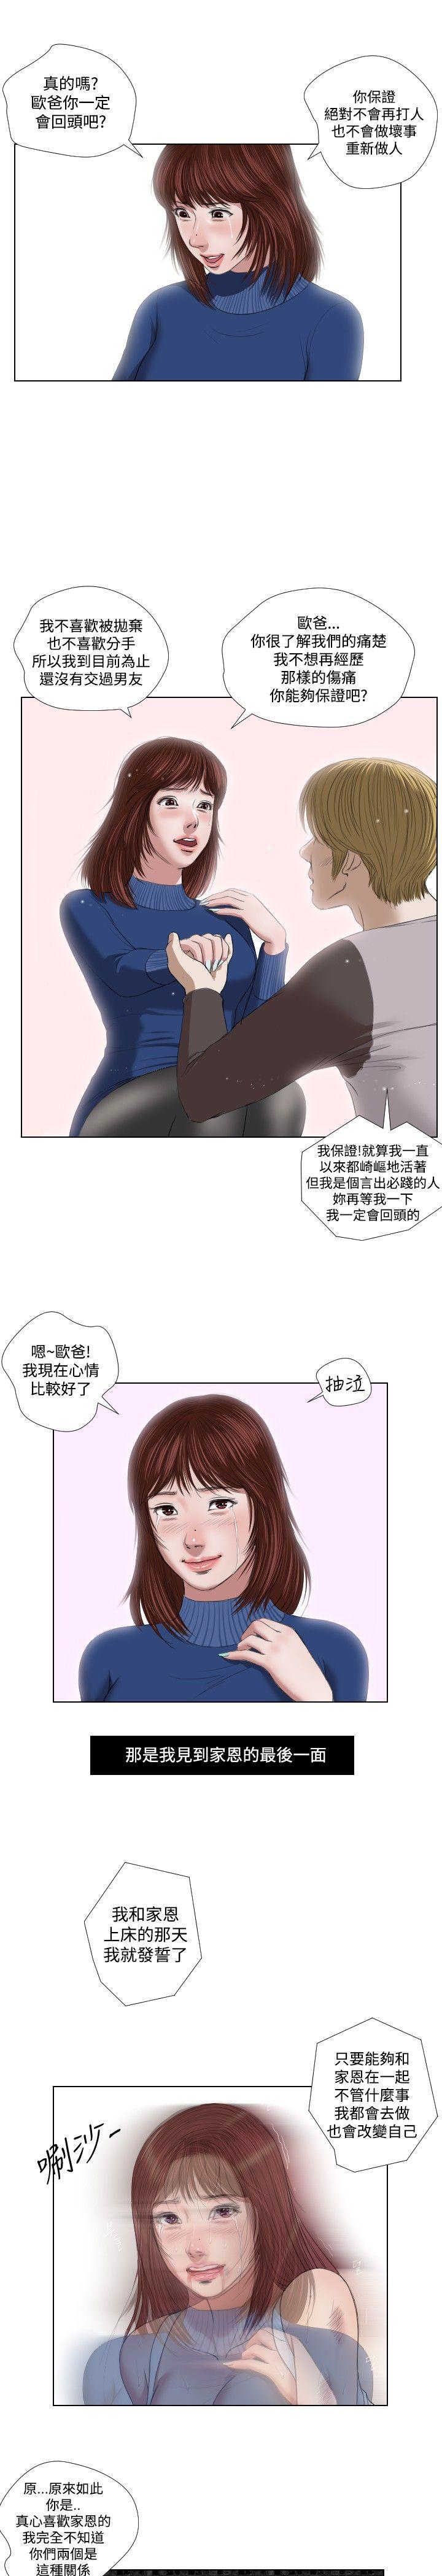 你保證
絕對不會再打人
也不會做壞事
重新做人
真的嗎?
歐爸你一定
會回頭吧?
歐爸...
你很了解我們的痛楚
我不想再經歷
那樣的傷痛
你能夠保證吧?
我不喜歡被拋棄
也不喜歡分手
所以我到目前為止
還沒有交過男友
我保證!就算我一直
以來都崎嶇地活著
但我是個言出必踐的人
妳再等我一下
我一定會回頭的
抽泣
嗯~歐爸!
我現在心情
比較好了
那是我見到家恩的最後一面
我和家恩
上床的那天
我就發誓了
只要能夠和
家恩在一起
不管什麼事
我都會去做
也會改變自己
唰沙-
原...原來如此
你是..
真心喜歡家恩的
我完全不知道
你們兩個是
這種關係